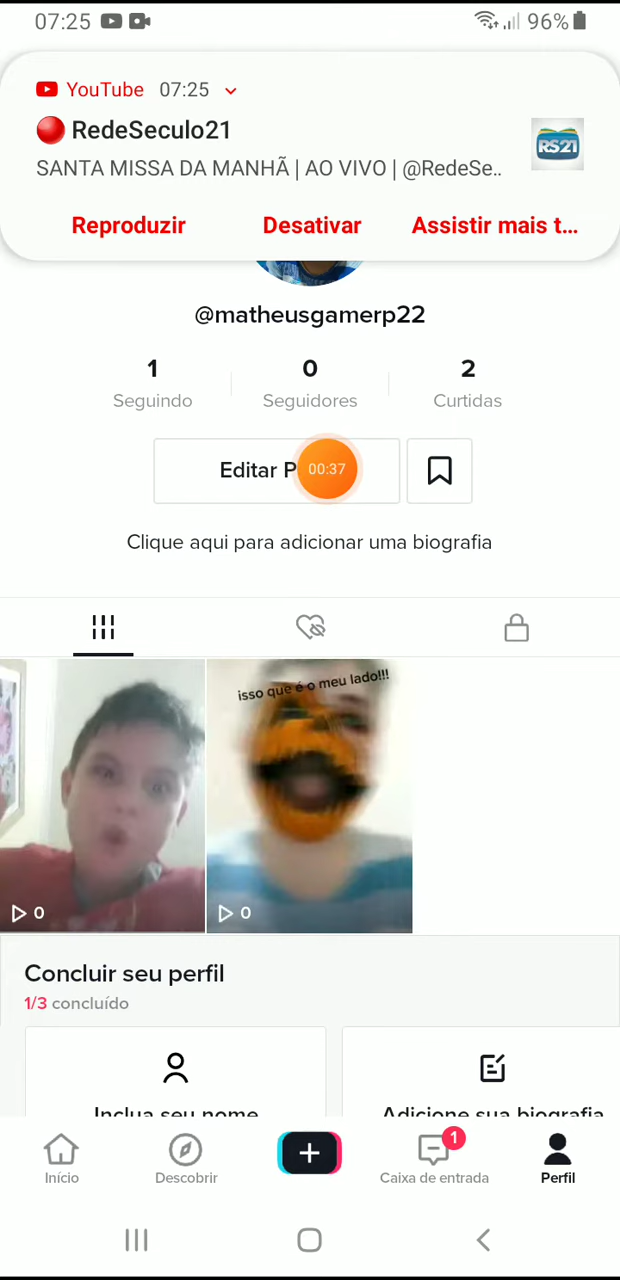 07:25
96%
YouTube 07:25
RedeSeculo21
SANTA MISSA DA MANHÃ | AO VIVO | @RedeSe..
RS21
Reproduzir Desativar Assistir mais t...
@matheusgamerp22
1 0 2
Seguindo Seguidores Curtidas
Editar P 00:37
Clique aqui para adicionar uma biografia
isso que é o meu lado!!!
0 0
Concluir seu perfil
1/3 concluído
Inclua seu nome Adicione sua biografia
1
Início Descobrir Caixa de entrada Perfil